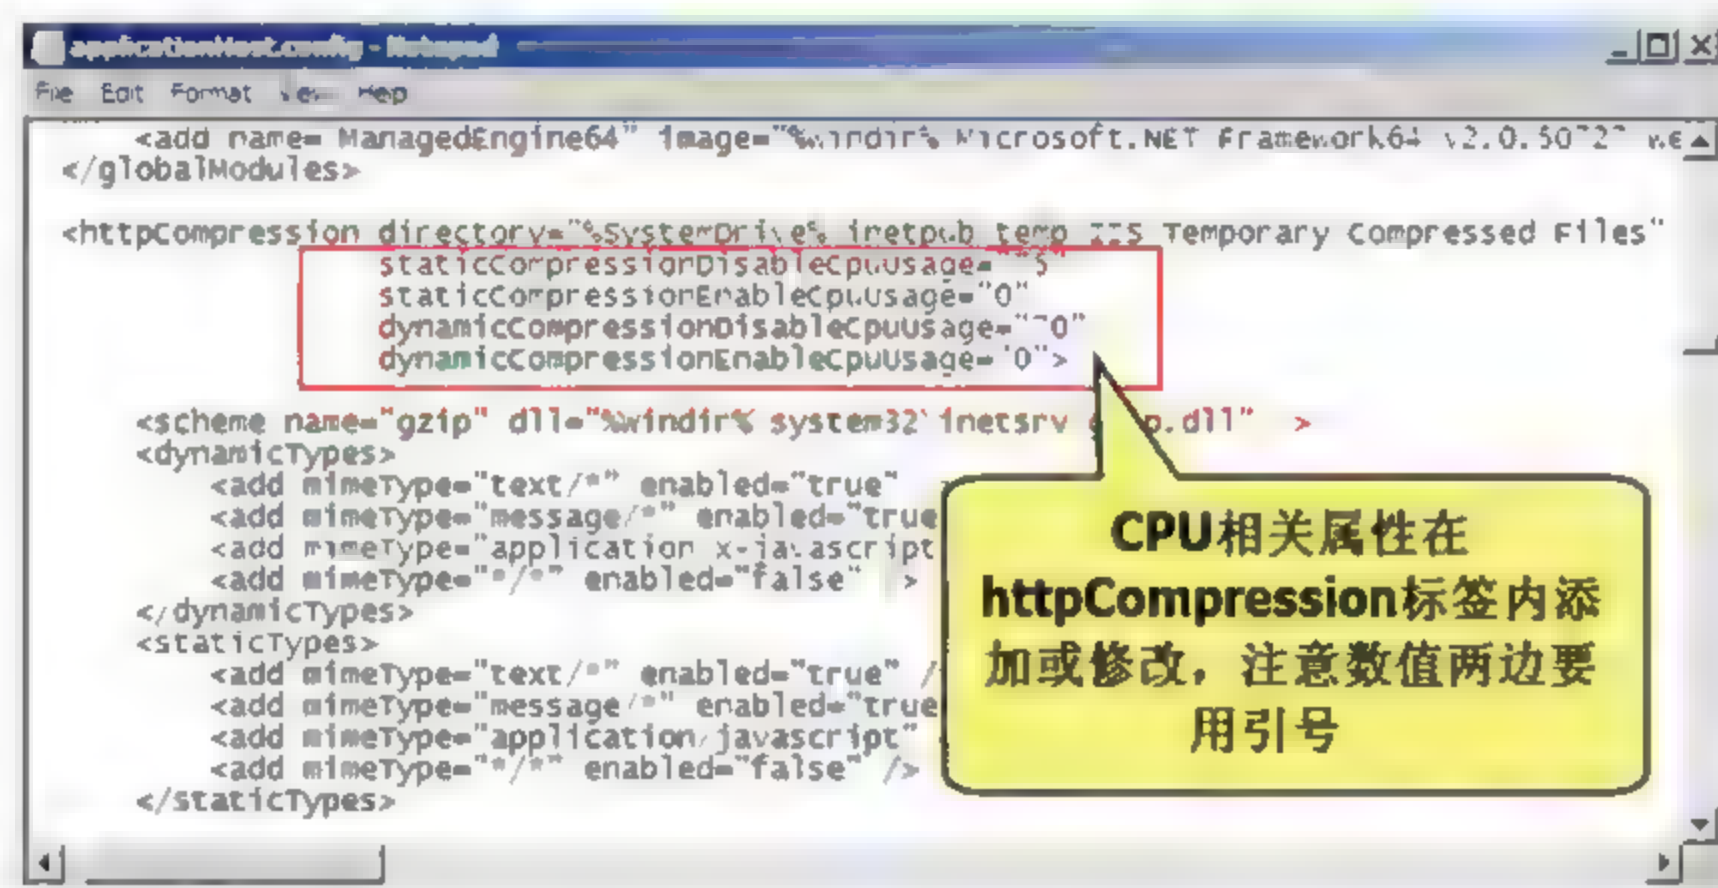 applicationHost.config - Notepad
File Edit Format View Help
<add name="ManagedEngine64" image="%windir%\Microsoft.NET\Framework64\v2.0.50727\we
</globalModules>
<httpCompression directory="%SystemDrive%\inetpub\temp\IIS Temporary Compressed Files"
staticCompressionDisableCpuUsage=
staticCompressionEnableCpuUsage="0"
dynamicCompressionDisableCpuUsage=
dynamicCompressionEnableCpuUsage="0">
<scheme name="gzip" dll="%windir%\system32\inetsrv\ .dll" >
<dynamicTypes>
<add mimeType="text/*" enabled="true"
<add mimeType="message/*" enabled="true
<add mimeType="application/x-javascript
<add mimeType="*/*" enabled="false" />
</dynamicTypes>
<staticTypes>
<add mimeType="text/*" enabled="true" /
<add mimeType="message/*" enabled="true
<add mimeType="application/javascript"
<add mimeType="*/*" enabled="false" />
</staticTypes>
CPU相关属性在
httpCompression标签内添
加或修改，注意数值两边要
用引号